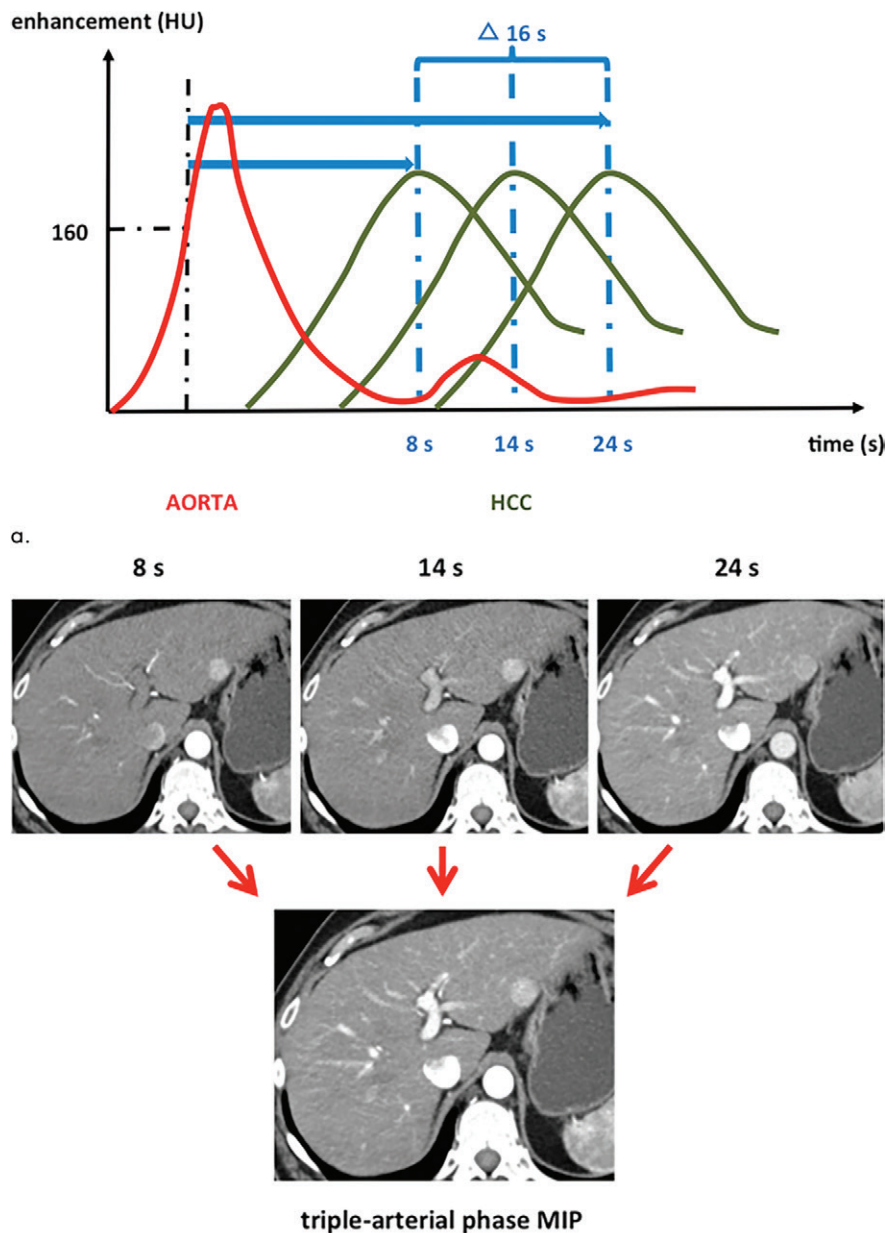 enhancement (HU)
△ 16 s
160
8 s 14 s 24 s time (s)
AORTA HCC
a.
8 s 14 s 24 s
triple-arterial phase MIP